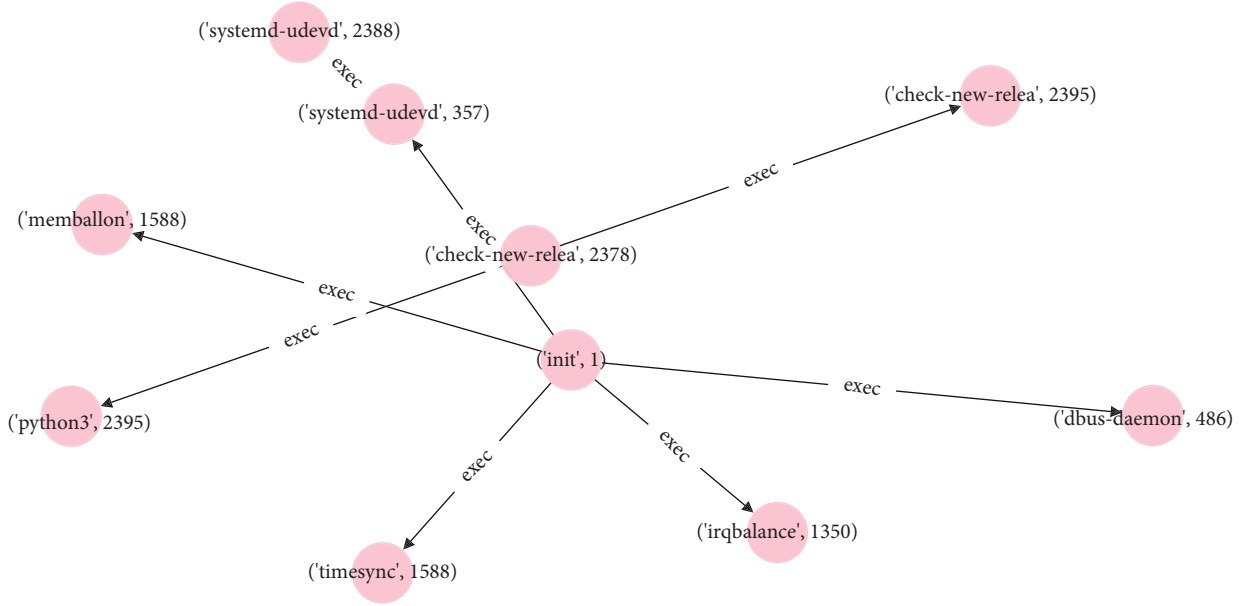 ('systemd-udevd', 2388)
exec
('systemd-udevd', 357)
('check-new-relea', 2395)
exec
('memballon', 1588)
exec
('check-new-relea', 2378)
exec
exec
('init', 1)
exec
('python3', 2395)
('dbus-daemon', 486)
exec
exec
('irqbalance', 1350)
('timesync', 1588)